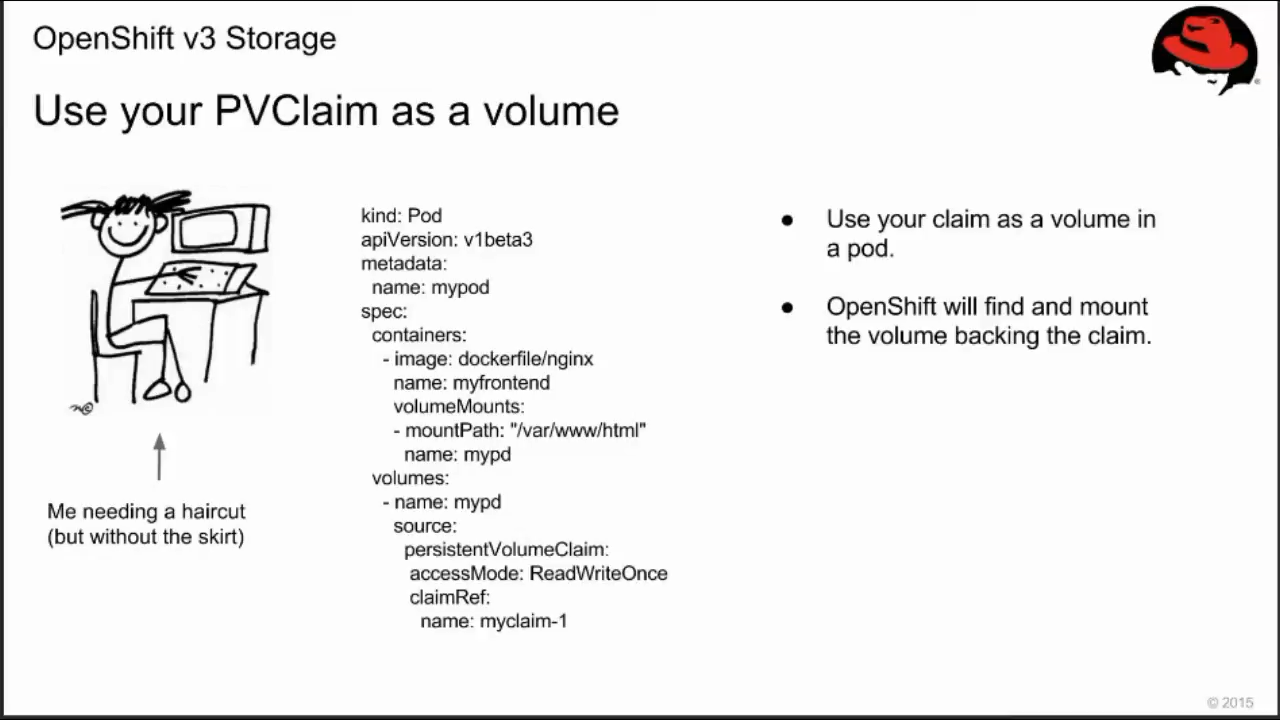 OpenShift v3 Storage
Use your PVClaim as a volume
kind: Pod
apiVersion: v1beta3
metadata:
  name: mypod
spec:
  containers:
    - image: dockerfile/nginx
      name: myfrontend
      volumeMounts:
      - mountPath: "/var/www/html"
        name: mypd
  volumes:
    - name: mypd
      source:
        persistentVolumeClaim:
         accessMode: ReadWriteOnce
         claimRef:
           name: myclaim-1
● Use your claim as a volume in
a pod.
● OpenShift will find and mount
the volume backing the claim.
Me needing a haircut
(but without the skirt)
© 2015